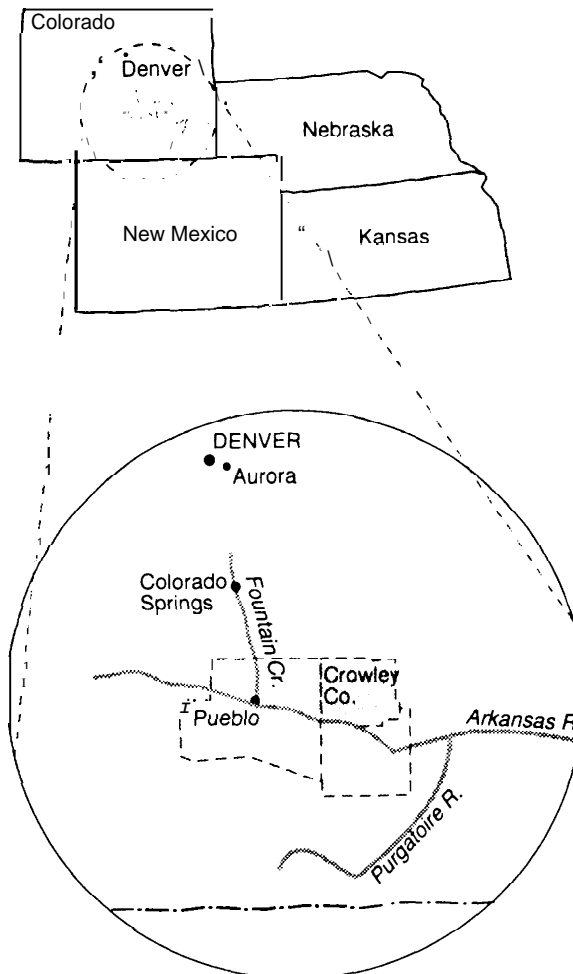 Colorado
Denver
Nebraska
New Mexico
Kansas
DENVER
Aurora
Colorado
Springs
Fountain Cr.
Crowley
Co.
Pueblo
Arkansas R
Purgatoire R.